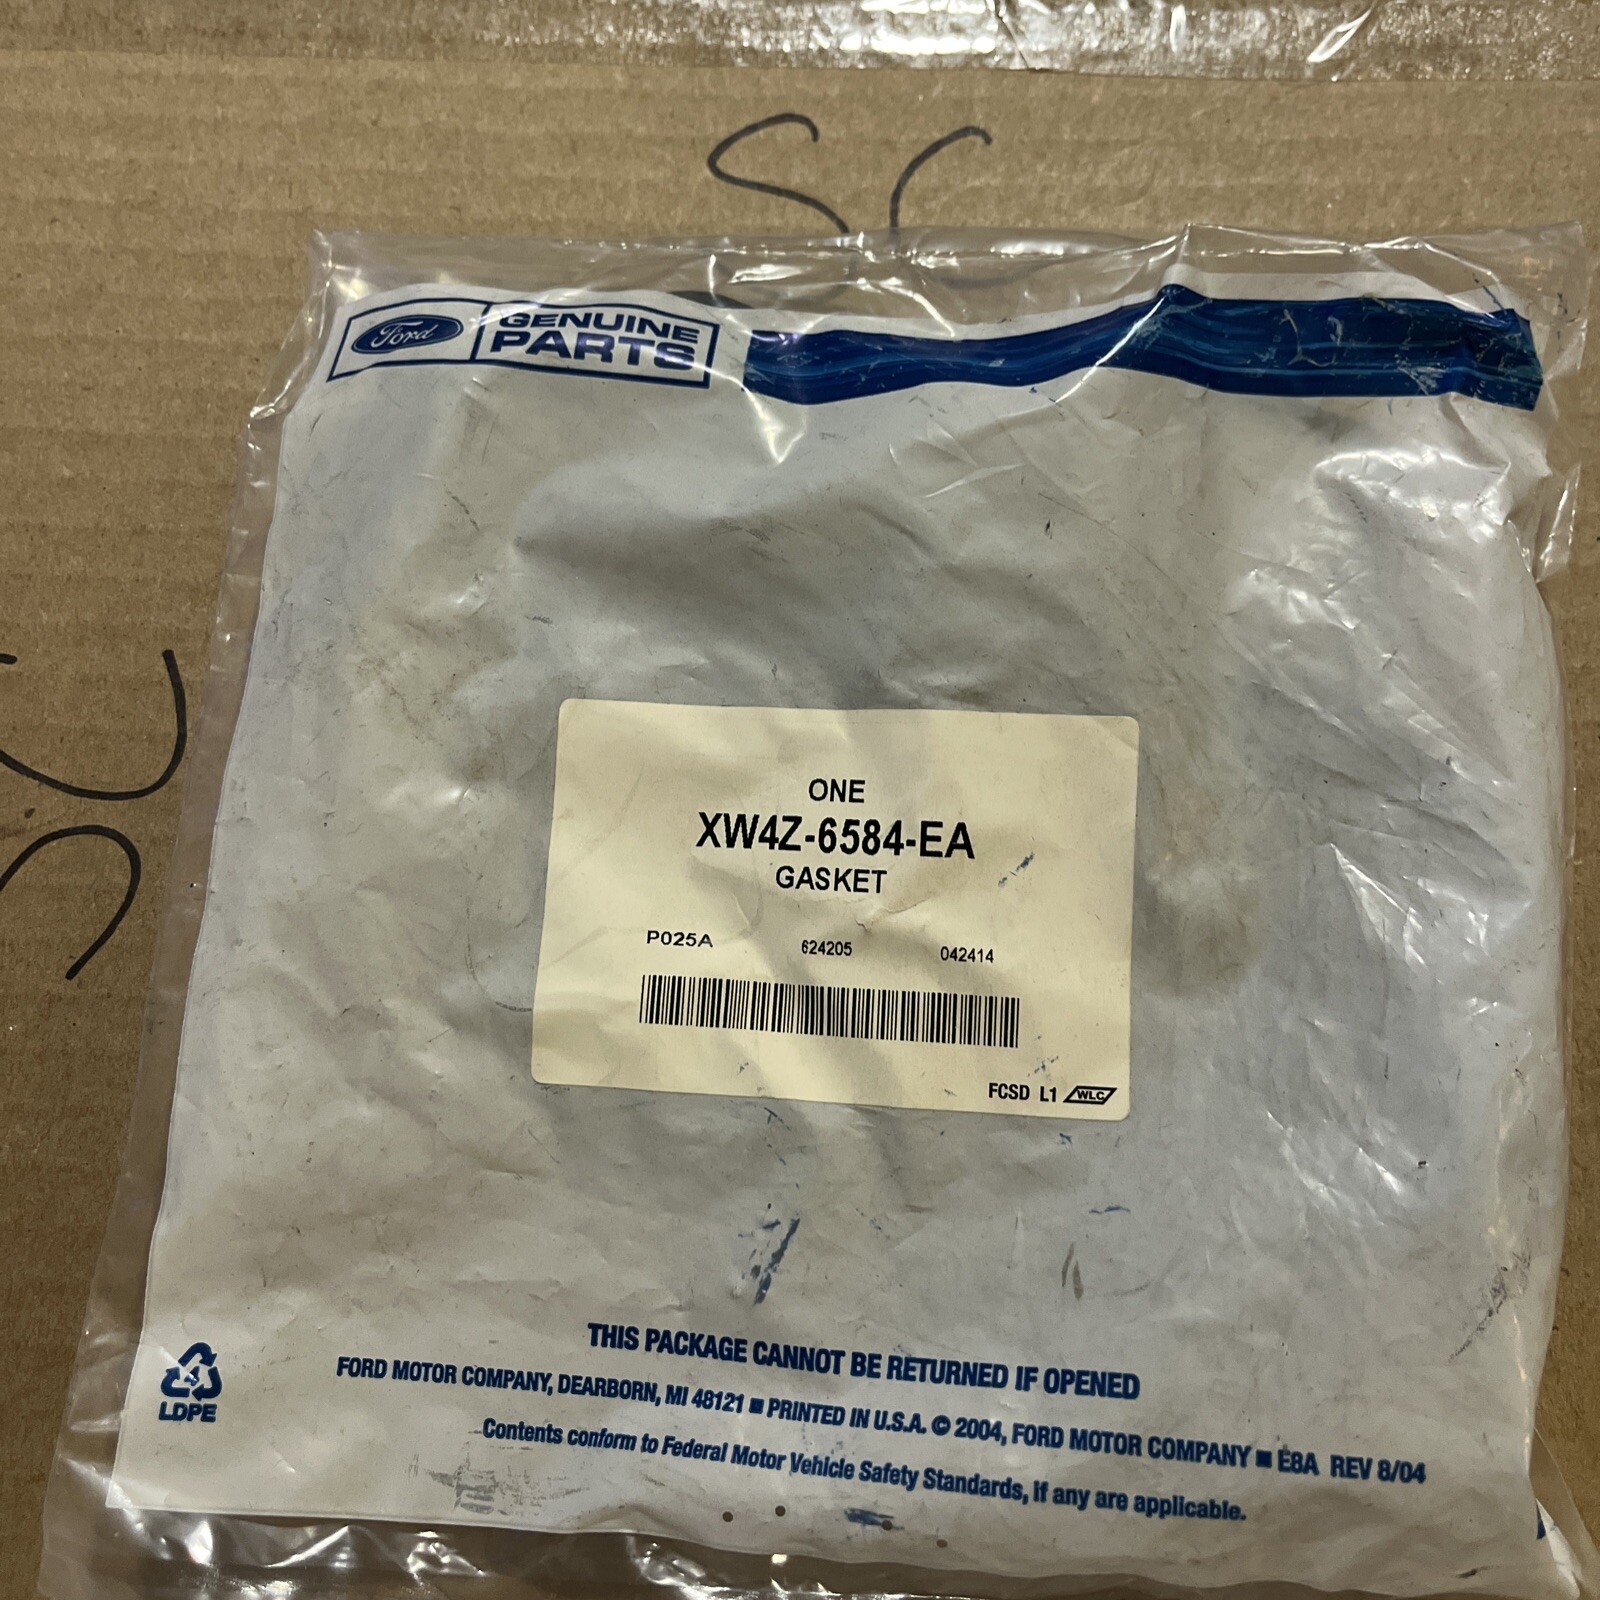 SC
Ford GENUINE
PARTS
ONE
XW4Z-6584-EA
GASKET
P025A 624205 042414
FCSD L1 WLC
THIS PACKAGE CANNOT BE RETURNED IF OPENED
FORD MOTOR COMPANY, DEARBORN, MI 48121 ■ PRINTED IN U.S.A. © 2004, FORD MOTOR COMPANY ■ E8A REV 8/04
Contents conform to Federal Motor Vehicle Safety Standards, if any are applicable.
4
LDPE